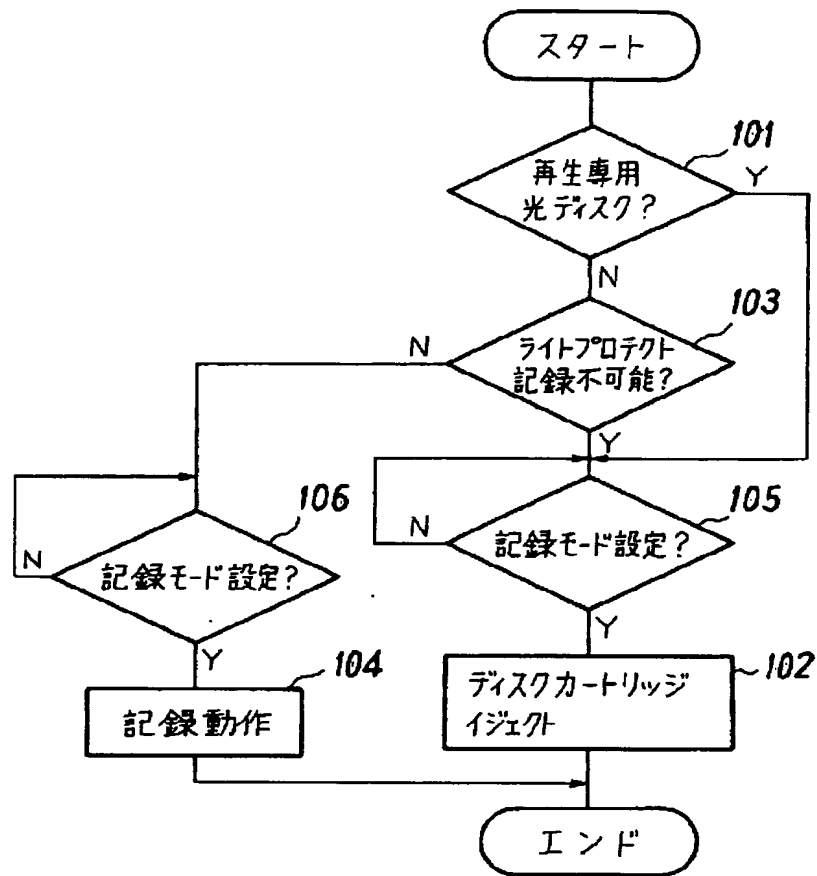 スタート
101
再生専用
光ディスク?
Y
N
103
N
ライトプロテクト
記録不可能?
Y
106
105
N
記録モード設定?
N
記録モード設定?
Y
Y
104
102
記録動作
ディスクカートリッジ
イジェクト
エンド